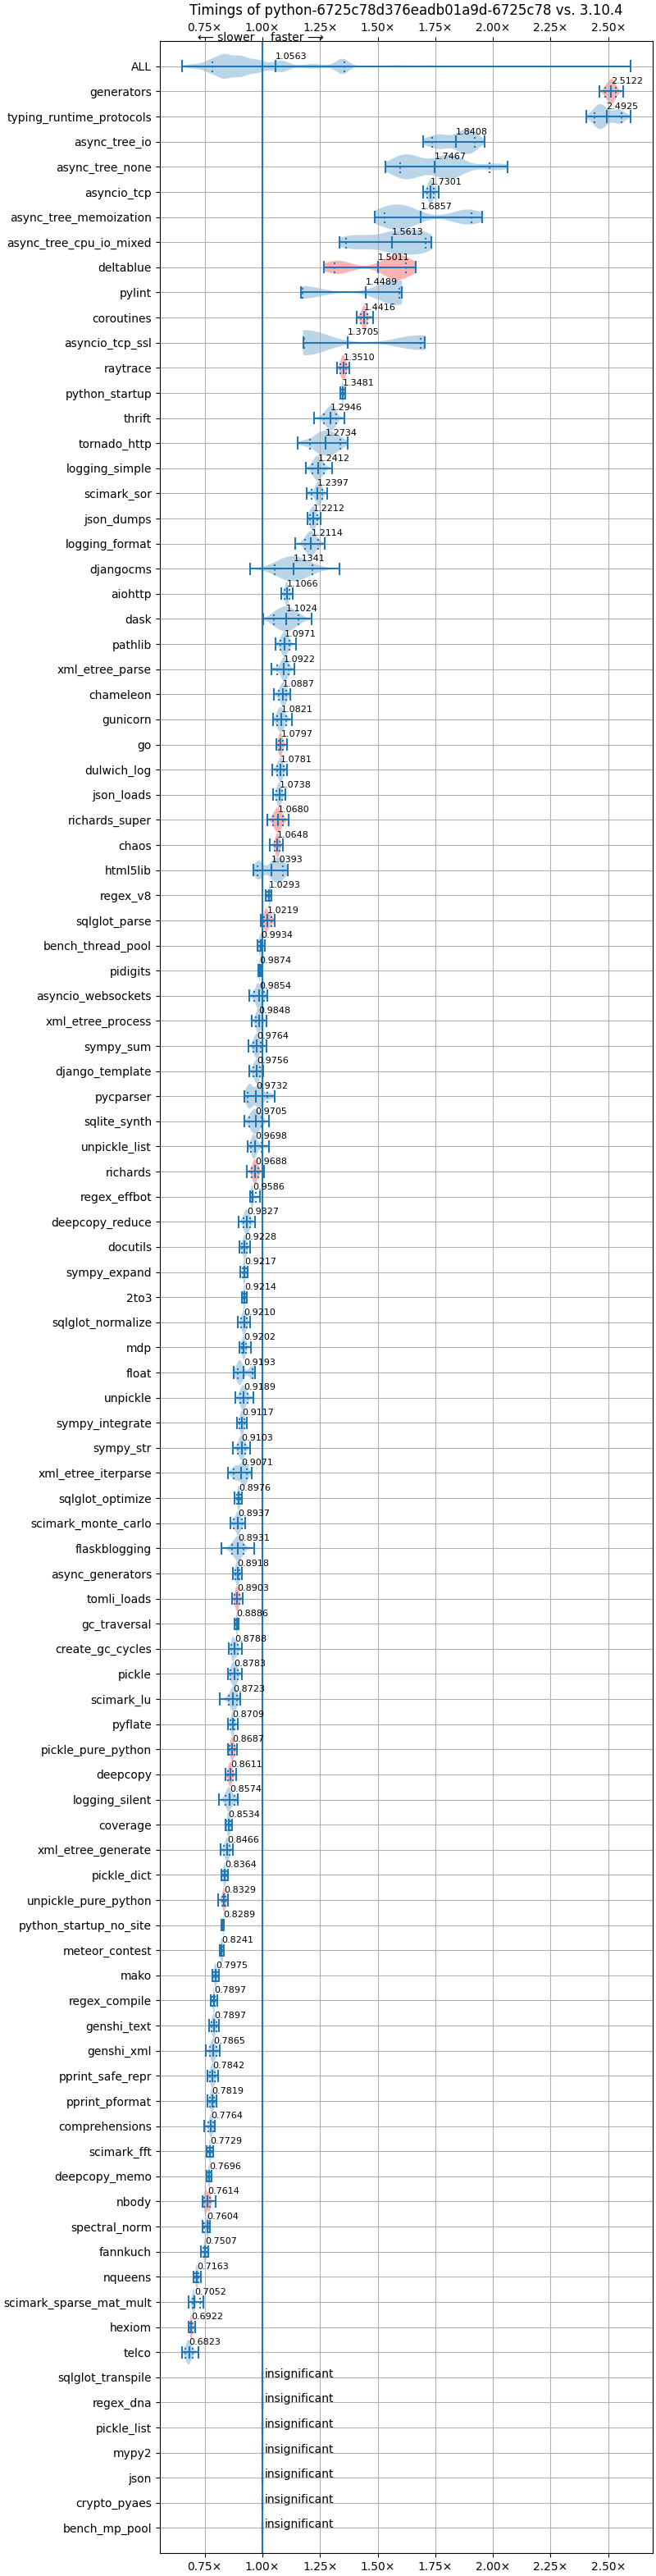 Timings of python-6725c78d376eadb01a9d-6725c78 vs. 3.10.4
0.75× 1.00× 1.25× 1.50× 1.75× 2.00× 2.25× 2.50×
⟵ slower faster ⟶
ALL 1.0563
generators 2.5122
typing_runtime_protocols 2.4925
async_tree_io 1.8408
async_tree_none 1.7467
asyncio_tcp 1.7301
async_tree_memoization 1.6857
async_tree_cpu_io_mixed 1.5613
deltablue 1.5011
pylint 1.4489
coroutines 1.4416
asyncio_tcp_ssl 1.3705
raytrace 1.3510
python_startup 1.3481
thrift 1.2946
tornado_http 1.2734
logging_simple 1.2412
scimark_sor 1.2397
json_dumps 1.2212
logging_format 1.2114
djangocms 1.1341
aiohttp 1.1066
dask 1.1024
pathlib 1.0971
xml_etree_parse 1.0922
chameleon 1.0887
gunicorn 1.0821
go 1.0797
dulwich_log 1.0781
json_loads 1.0738
richards_super 1.0680
chaos 1.0648
html5lib 1.0393
regex_v8 1.0293
sqlglot_parse 1.0219
bench_thread_pool 0.9934
pidigits 0.9874
asyncio_websockets 0.9854
xml_etree_process 0.9848
sympy_sum 0.9764
django_template 0.9756
pycparser 0.9732
sqlite_synth 0.9705
unpickle_list 0.9698
richards 0.9688
regex_effbot 0.9586
deepcopy_reduce 0.9327
docutils 0.9228
sympy_expand 0.9217
2to3 0.9214
sqlglot_normalize 0.9210
mdp 0.9202
float 0.9193
unpickle 0.9189
sympy_integrate 0.9117
sympy_str 0.9103
xml_etree_iterparse 0.9071
sqlglot_optimize 0.8976
scimark_monte_carlo 0.8937
flaskblogging 0.8931
async_generators 0.8918
tomli_loads 0.8903
gc_traversal 0.8886
create_gc_cycles 0.8788
pickle 0.8783
scimark_lu 0.8723
pyflate 0.8709
pickle_pure_python 0.8687
deepcopy 0.8611
logging_silent 0.8574
coverage 0.8534
xml_etree_generate 0.8466
pickle_dict 0.8364
unpickle_pure_python 0.8329
python_startup_no_site 0.8289
meteor_contest 0.8241
mako 0.7975
regex_compile 0.7897
genshi_text 0.7897
genshi_xml 0.7865
pprint_safe_repr 0.7842
pprint_pformat 0.7819
comprehensions 0.7764
scimark_fft 0.7729
deepcopy_memo 0.7696
nbody 0.7614
spectral_norm 0.7604
fannkuch 0.7507
nqueens 0.7163
scimark_sparse_mat_mult 0.7052
hexiom 0.6922
telco 0.6823
sqlglot_transpile insignificant
regex_dna insignificant
pickle_list insignificant
mypy2 insignificant
json insignificant
crypto_pyaes insignificant
bench_mp_pool insignificant
0.75× 1.00× 1.25× 1.50× 1.75× 2.00× 2.25× 2.50×